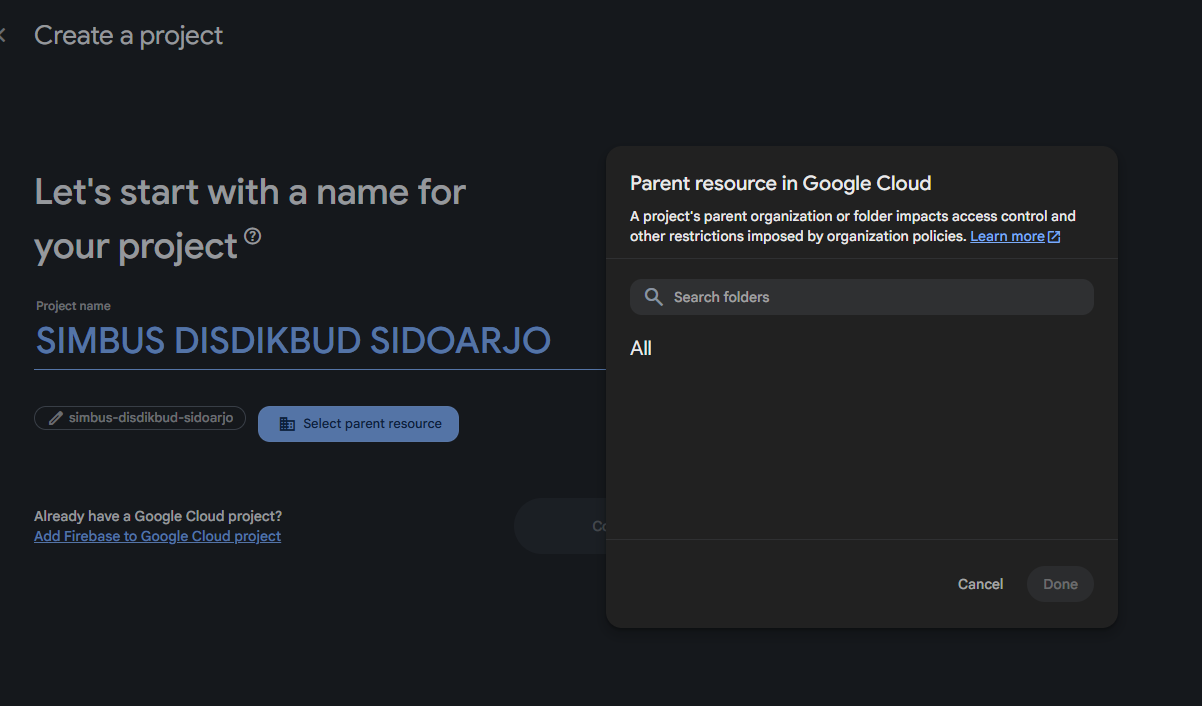 Create a project
Let's start with a name for
your project
Project name
SIMBUS DISDIKBUD SIDOARJO
simbus-disdikbud-sidoarjo
Select parent resource
Already have a Google Cloud project?
Add Firebase to Google Cloud project
Parent resource in Google Cloud
A project's parent organization or folder impacts access control and
other restrictions imposed by organization policies. Learn more
Search folders
All
Cancel
Done